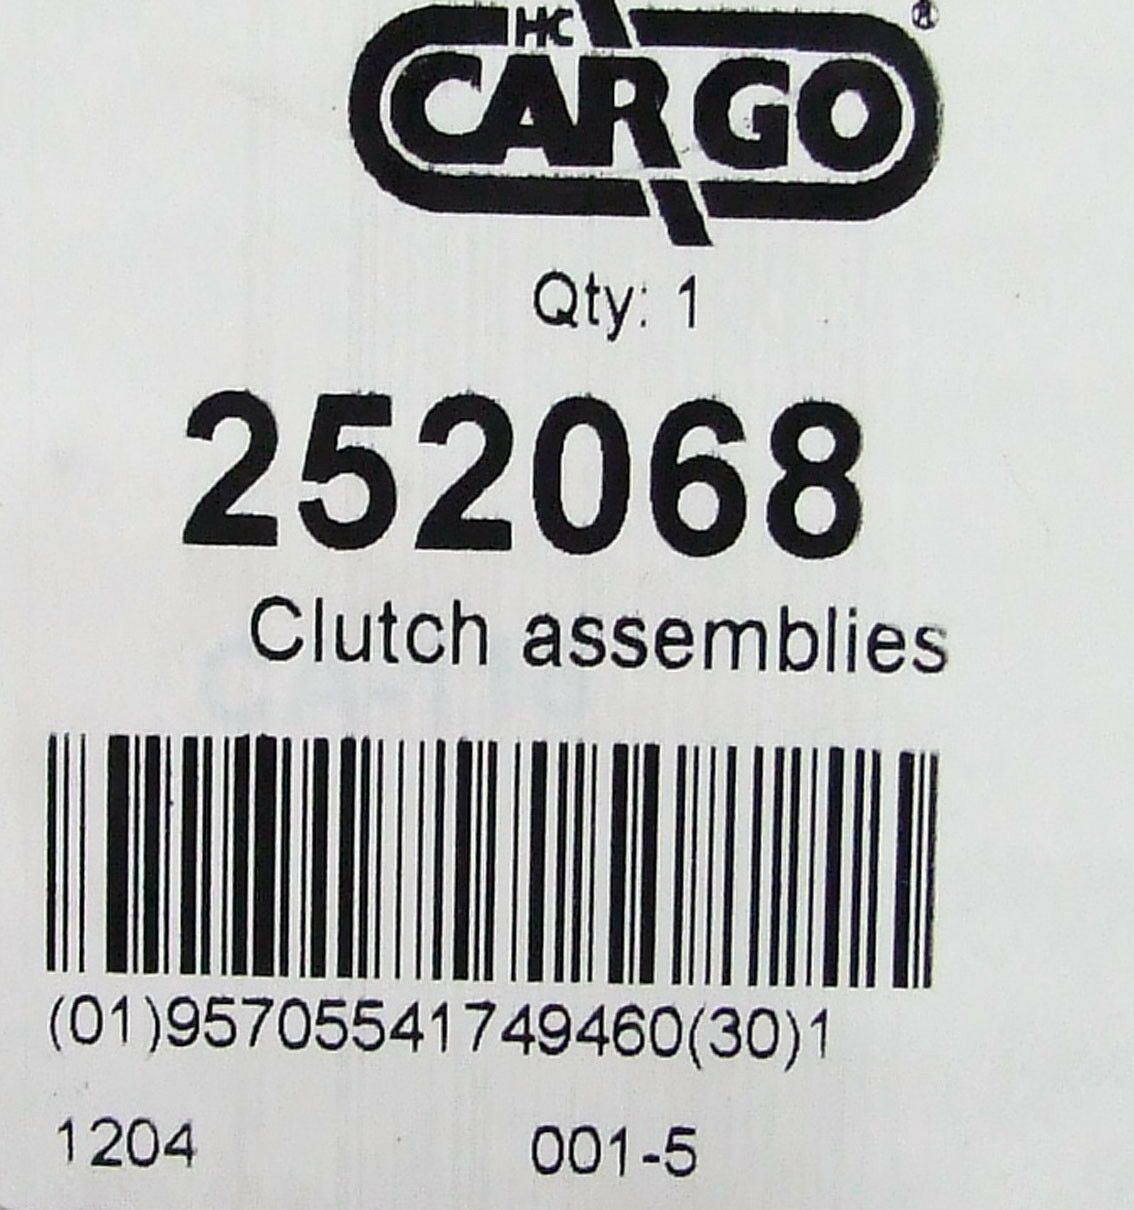 HC
CARGO®
Qty: 1
252068
Clutch assemblies
(01)95705541749460(30)1
1204 001-5